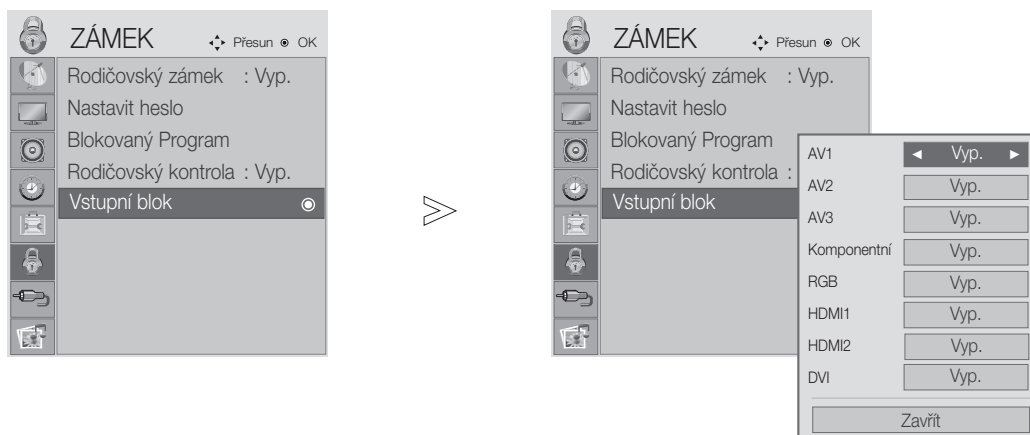 ZÁMEK Přesun OK
Rodičovský zámek : Vyp.
Nastavit heslo
Blokovaný Program
Rodičovský kontrola : Vyp.
Vstupní blok
ZÁMEK Přesun OK
Rodičovský zámek : Vyp.
Nastavit heslo
Blokovaný Program
Rodičovský kontrola :
Vstupní blok
AV1 Vyp.
AV2 Vyp.
AV3 Vyp.
Komponentní Vyp.
RGB Vyp.
HDMI1 Vyp.
HDMI2 Vyp.
DVI Vyp.
Zavřít